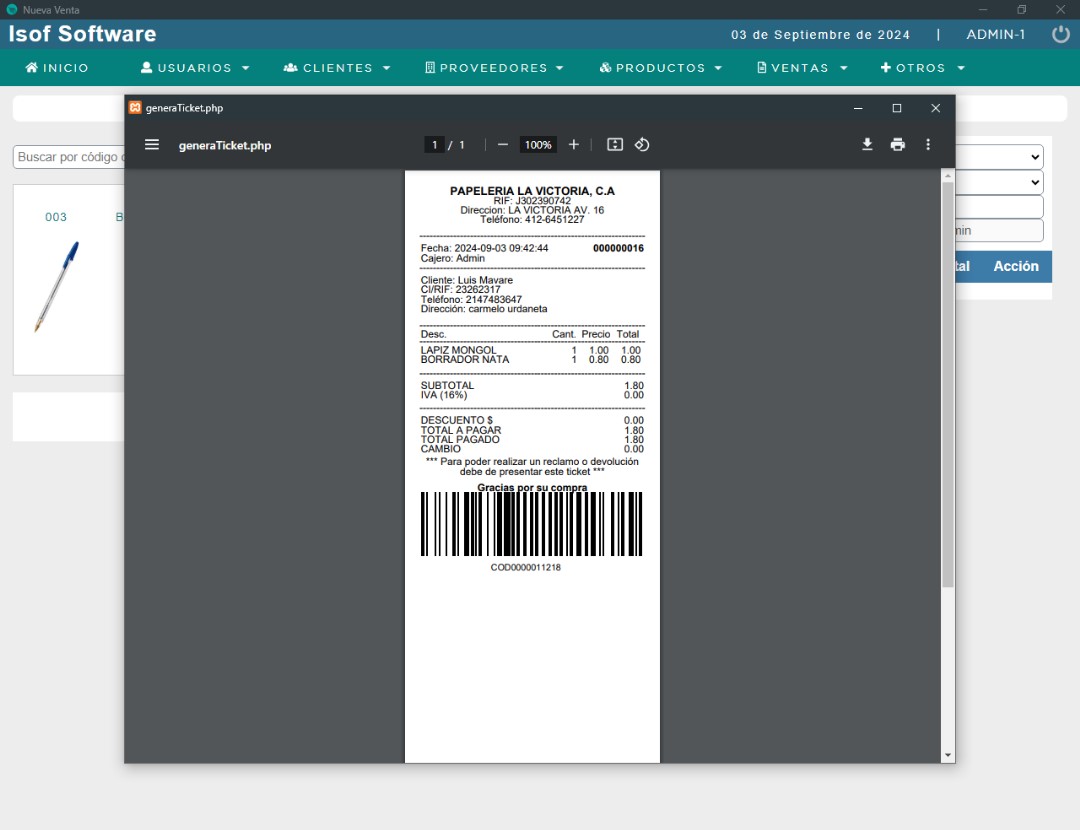 Nueva Venta
Isof Software
03 de Septiembre de 2024 | ADMIN-1
INICIO USUARIOS CLIENTES PROVEEDORES PRODUCTOS VENTAS OTROS
generaTicket.php
generaTicket.php 1 / 1 100%
Buscar por código
003 B
min
tal Acción
PAPELERIA LA VICTORIA, C.A
RIF: J302390742
Direccion: LA VICTORIA AV. 16
Teléfono: 412-6451227
Fecha: 2024-09-03 09:42:44 000000016
Cajero: Admin
Cliente: Luis Mavare
CI/RIF: 23262317
Teléfono: 2147483647
Dirección: carmelo urdaneta
Desc. Cant. Precio Total
LAPIZ MONGOL 1 1.00 1.00
BORRADOR NATA 1 0.80 0.80
SUBTOTAL 1.80
IVA (16%) 0.00
DESCUENTO $ 0.00
TOTAL A PAGAR 1.80
TOTAL PAGADO 1.80
CAMBIO 0.00
*** Para poder realizar un reclamo o devolución
debe de presentar este ticket ***
Gracias por su compra
COD0000011218